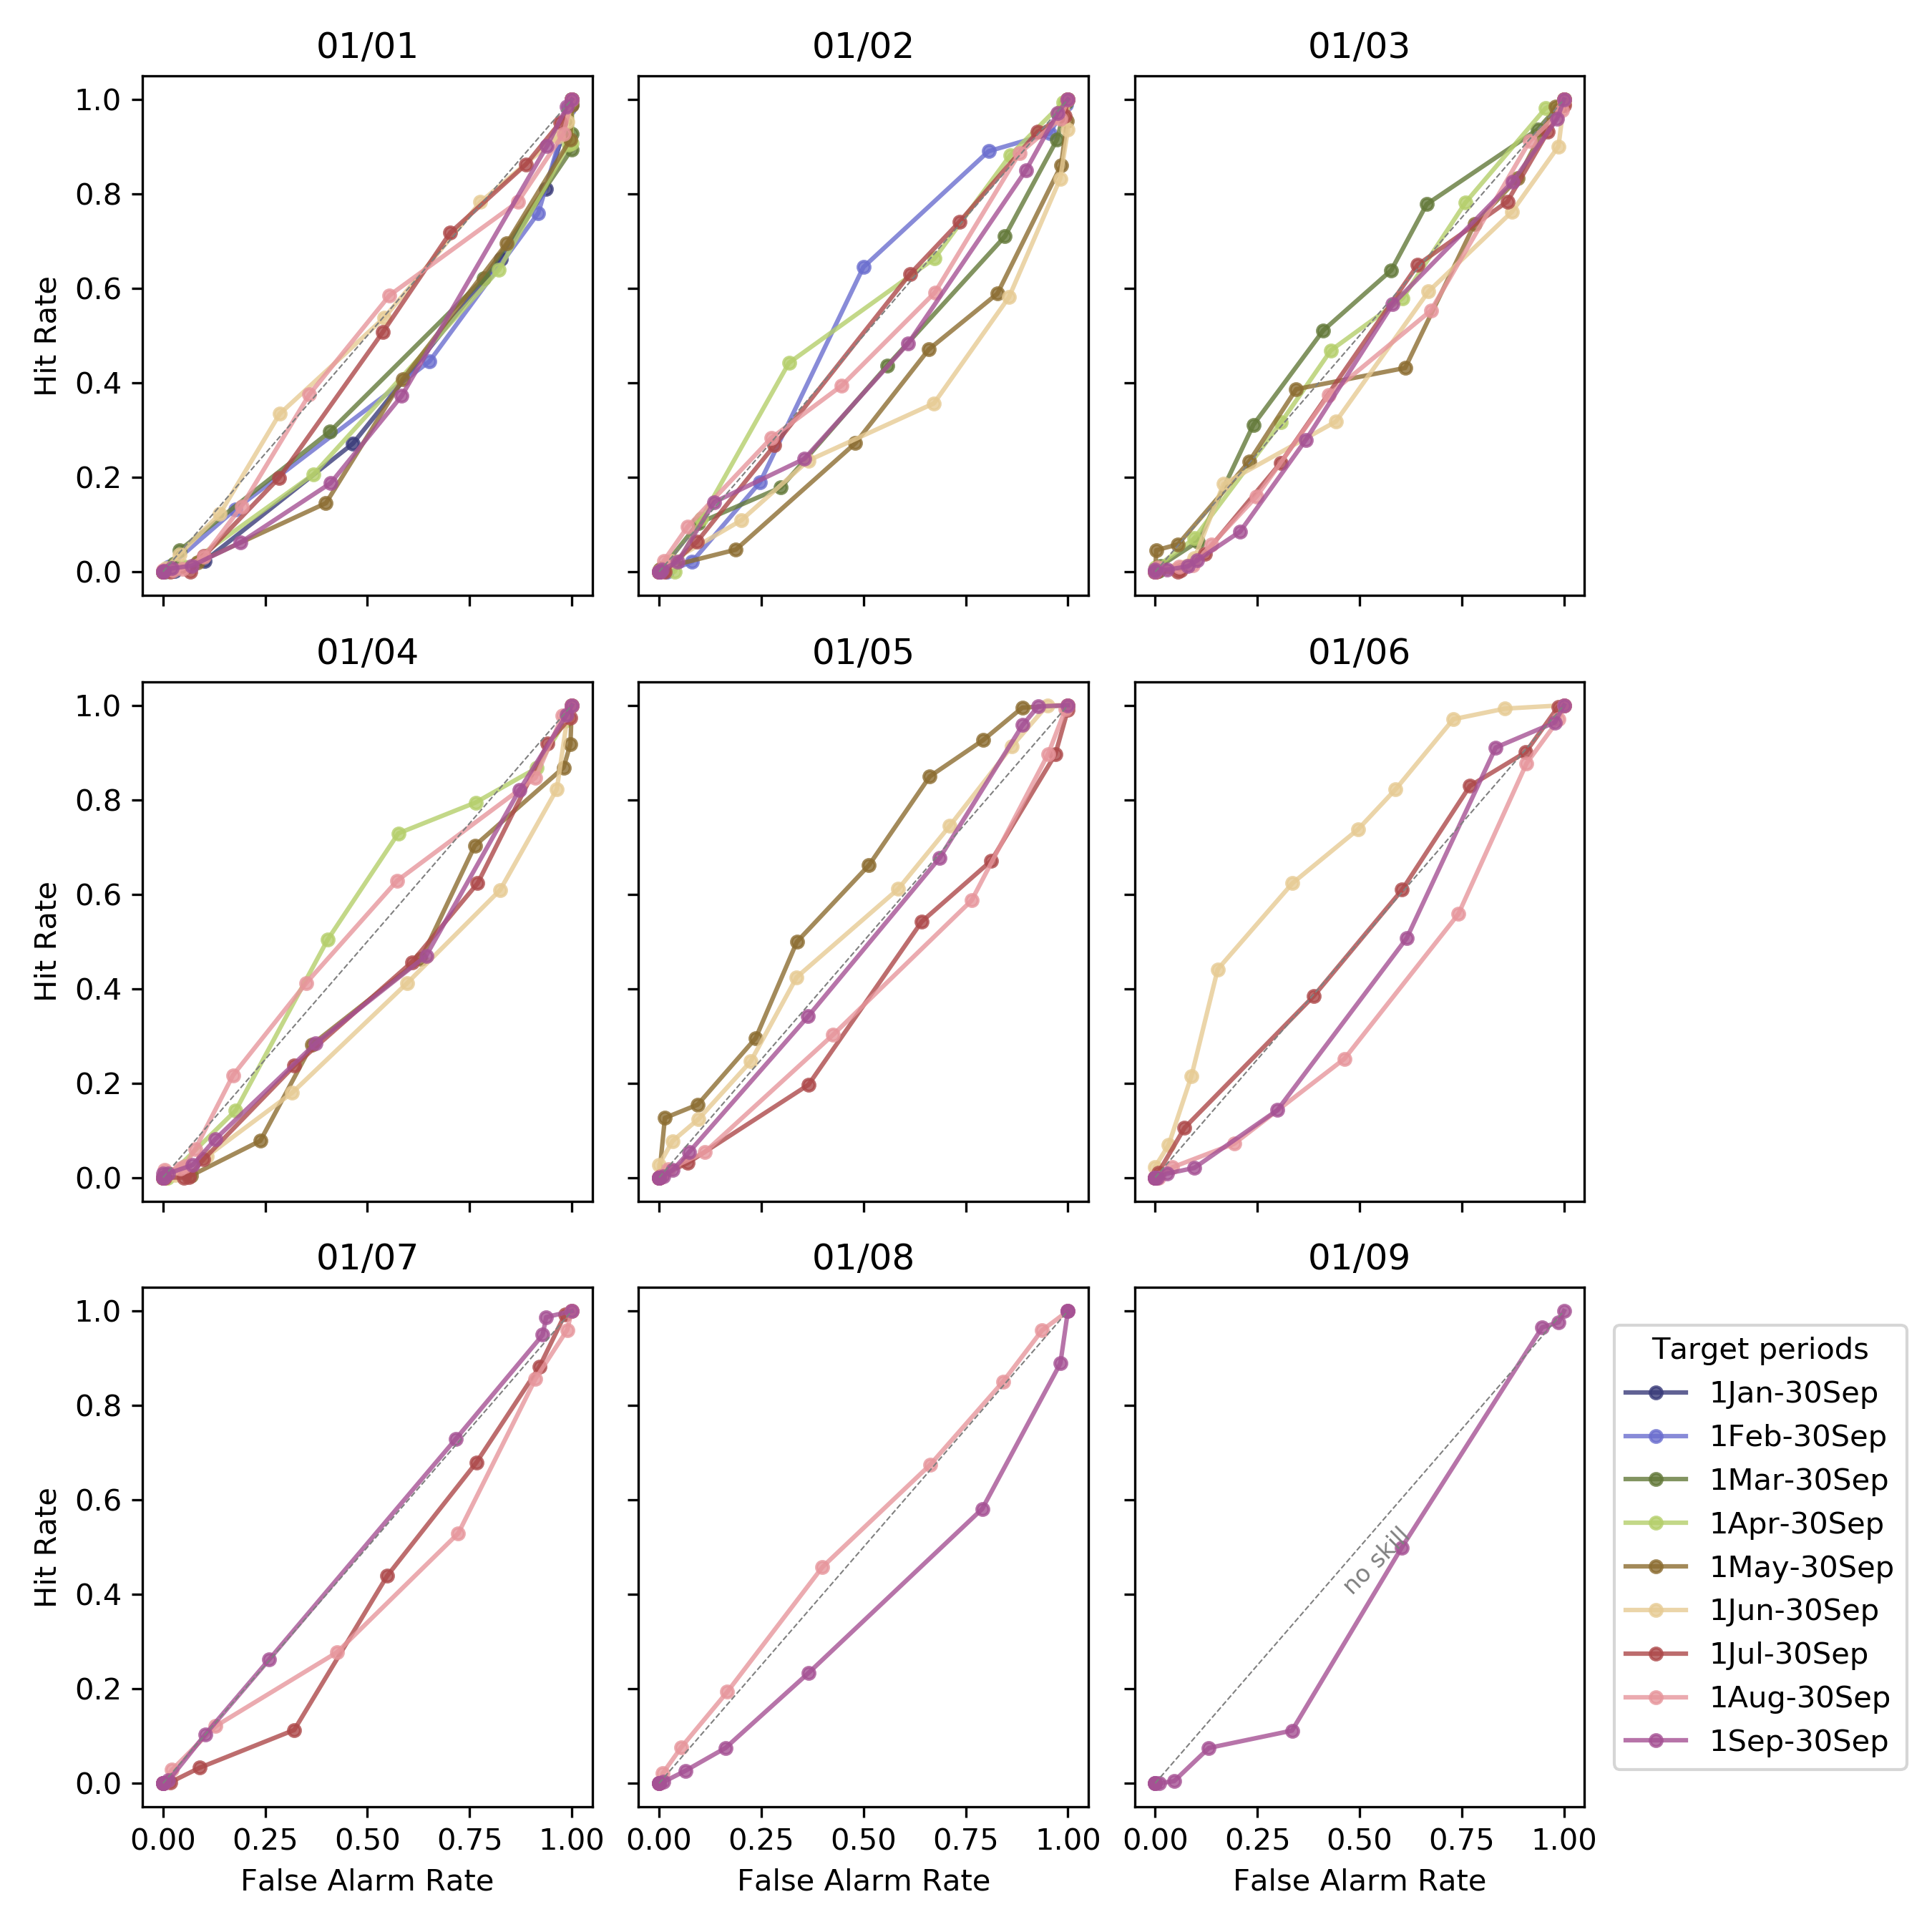 01/01
01/02
01/03
1.0
0.8
0.6
0.4
0.2
0.0
Hit Rate
01/04
01/05
01/06
1.0
0.8
0.6
0.4
0.2
0.0
Hit Rate
01/07
01/08
01/09
1.0
0.8
0.6
0.4
0.2
0.0
Hit Rate
no skill
0.00 0.25 0.50 0.75 1.00
0.00 0.25 0.50 0.75 1.00
0.00 0.25 0.50 0.75 1.00
False Alarm Rate
False Alarm Rate
False Alarm Rate
Target periods
1Jan-30Sep
1Feb-30Sep
1Mar-30Sep
1Apr-30Sep
1May-30Sep
1Jun-30Sep
1Jul-30Sep
1Aug-30Sep
1Sep-30Sep